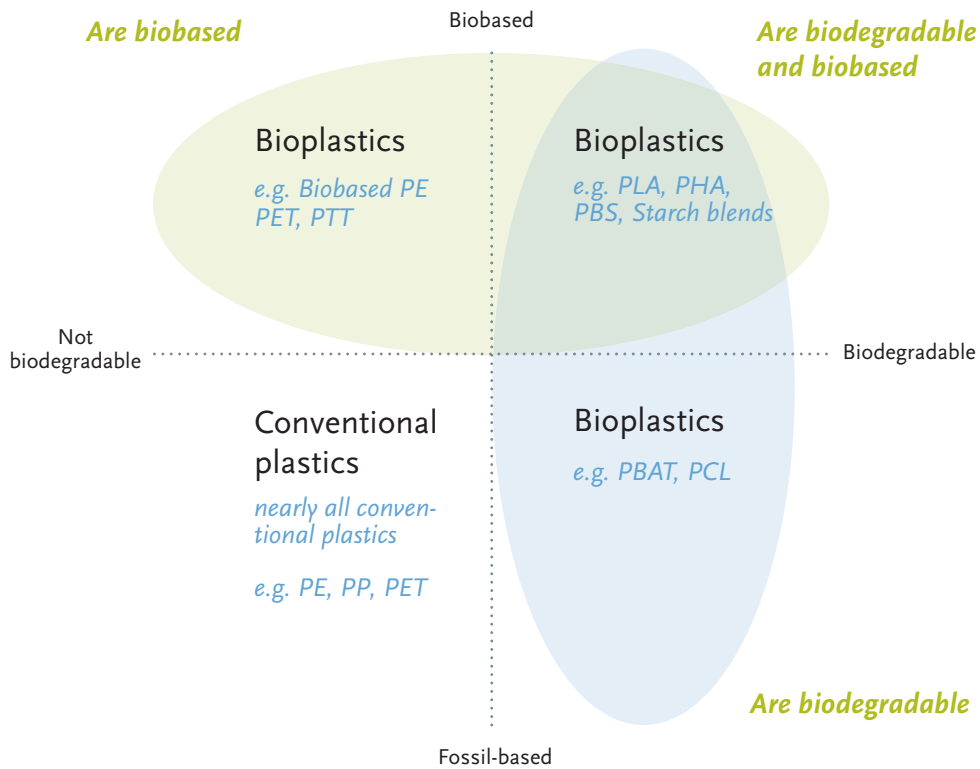 Are biobased
Biobased
Are biodegradable
and biobased
Bioplastics
e.g. Biobased PE
PET, PTT
Bioplastics
e.g. PLA, PHA,
PBS, Starch blends
Not
biodegradable
Biodegradable
Conventional
plastics
nearly all conven-
tional plastics
e.g. PE, PP, PET
Bioplastics
e.g. PBAT, PCL
Are biodegradable
Fossil-based